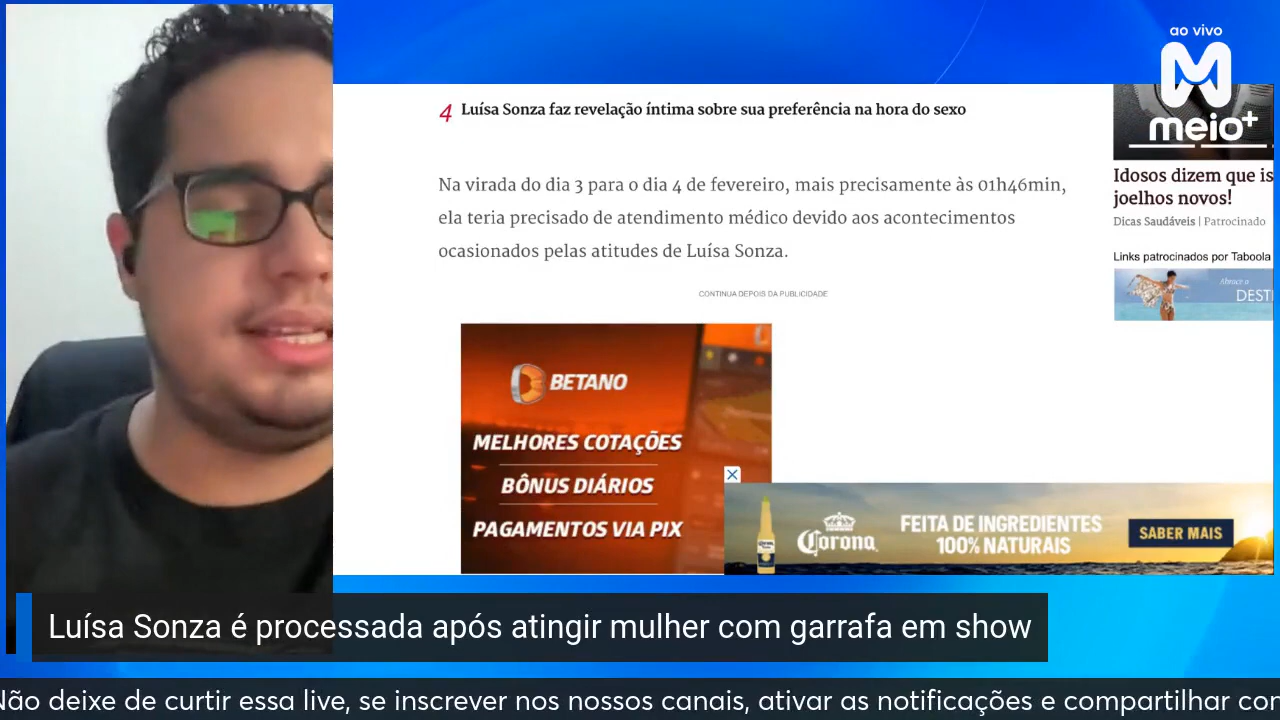 ao vivo
meio+
4 Luísa Sonza faz revelação íntima sobre sua preferência na hora do sexo
Na virada do dia 3 para o dia 4 de fevereiro, mais precisamente às 01h46min,
ela teria precisado de atendimento médico devido aos acontecimentos
ocasionados pelas atitudes de Luísa Sonza.
CONTINUA DEPOIS DA PUBLICIDADE
Idosos dizem que is
joelhos novos!
Dicas Saudáveis | Patrocinado
Links patrocinados por Taboola
Abrace o
DESTI
BETANO
MELHORES COTAÇÕES
BÔNUS DIÁRIOS
PAGAMENTOS VIA PIX
Corona
FEITA DE INGREDIENTES
100% NATURAIS
SABER MAIS
Luísa Sonza é processada após atingir mulher com garrafa em show
Não deixe de curtir essa live, se inscrever nos nossos canais, ativar as notificações e compartilhar com